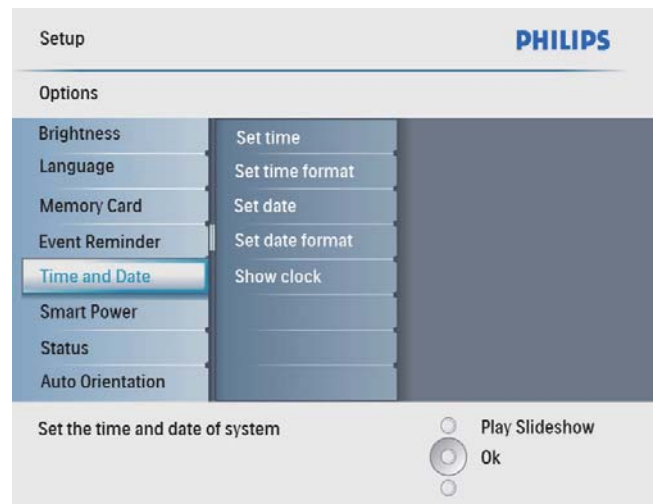 Setup
PHILIPS
Options
Brightness
Language
Memory Card
Event Reminder
Time and Date
Smart Power
Status
Auto Orientation
Set time
Set time format
Set date
Set date format
Show clock
Set the time and date of system
Play Slideshow
Ok